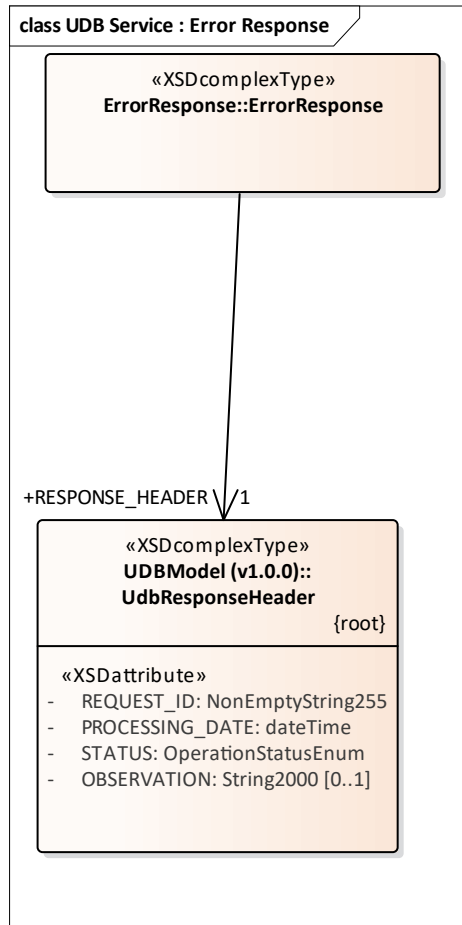 class UDB Service : Error Response
«XSDcomplexType»
ErrorResponse::ErrorResponse
+RESPONSE_HEADER 1
«XSDcomplexType»
UDBModel (v1.0.0)::
UdbResponseHeader
{root}
«XSDattribute»
- REQUEST_ID: NonEmptyString255
- PROCESSING_DATE: dateTime
- STATUS: OperationStatusEnum
- OBSERVATION: String2000 [0..1]